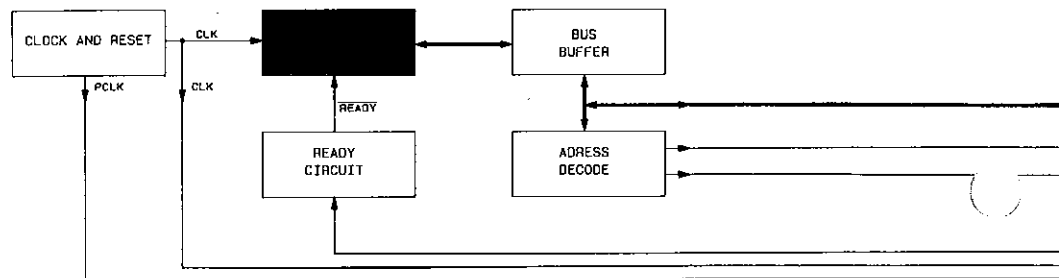 CLOCK AND RESET
CLK
BUS
BUFFER
PCLK
CLK
READY
READY
CIRCUIT
ADRESS
DECODE